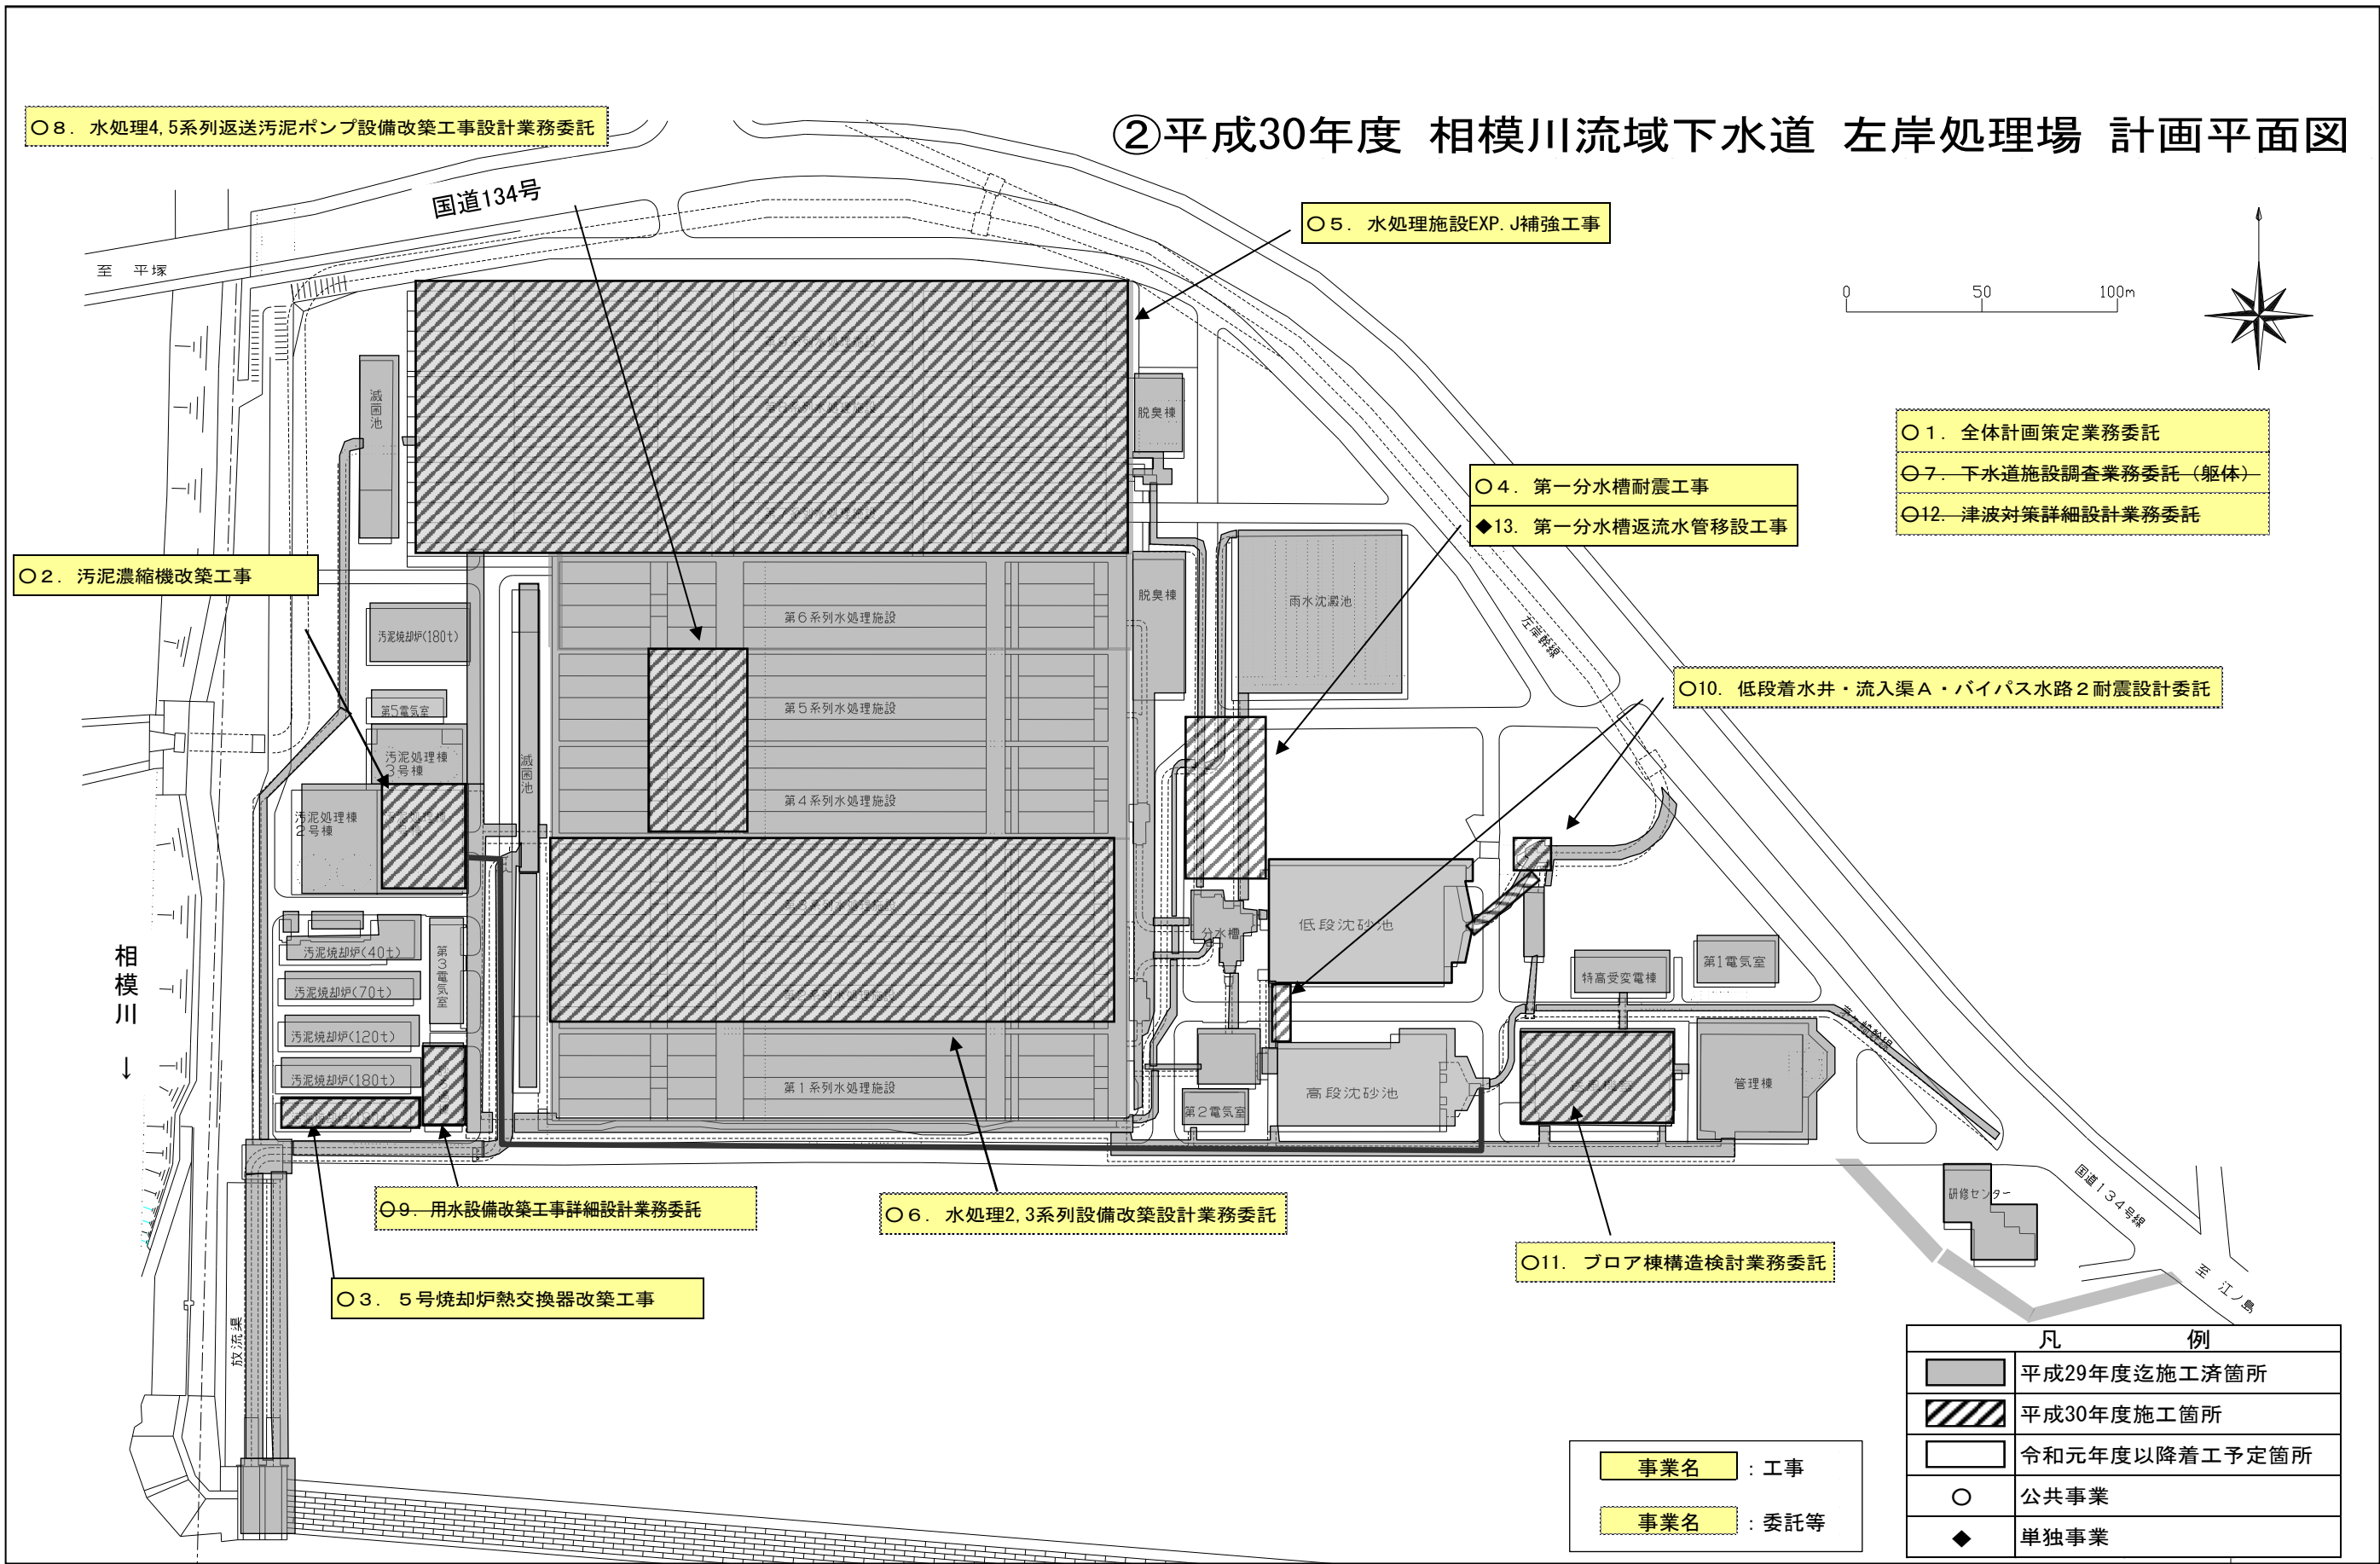 ②平成30年度 相模川流域下水道 左岸処理場 計画平面図
○８． 水処理4,5系列返送汚泥ポンプ設備改築工事設計業務委託
国道134号
至 平塚
○５． 水処理施設EXP.J補強工事
0 50 100m
○１． 全体計画策定業務委託
○７． 下水道施設調査業務委託（躯体）
○12． 津波対策詳細設計業務委託
○４． 第一分水槽耐震工事
◆13． 第一分水槽返流水管移設工事
○２． 汚泥濃縮機改築工事
○10． 低段着水井・流入渠Ａ・バイパス水路２耐震設計委託
滅菌池
脱臭棟
脱臭棟
雨水沈澱池
左岸幹線
汚泥焼却炉(180t)
第5電気室
汚泥処理棟
3号棟
汚泥処理棟
2号棟
滅菌池
第6系列水処理施設
第5系列水処理施設
第4系列水処理施設
第1系列水処理施設
汚泥焼却炉(40t)
汚泥焼却炉(70t)
汚泥焼却炉(120t)
汚泥焼却炉(180t)
第3電気室
分水槽
低段沈砂池
高段沈砂池
第2電気室
特高受変電棟
第1電気室
管理棟
研修センター
国道134号線
至 江ノ島
相模川
↓
放流渠
○９． 用水設備改築工事詳細設計業務委託
○６． 水処理2,3系列設備改築設計業務委託
○11． ブロア棟構造検討業務委託
○３． ５号焼却炉熱交換器改築工事
事業名 ：工事
事業名 ：委託等
凡 例
平成29年度迄施工済箇所
平成30年度施工箇所
令和元年度以降着工予定箇所
○ 公共事業
◆ 単独事業